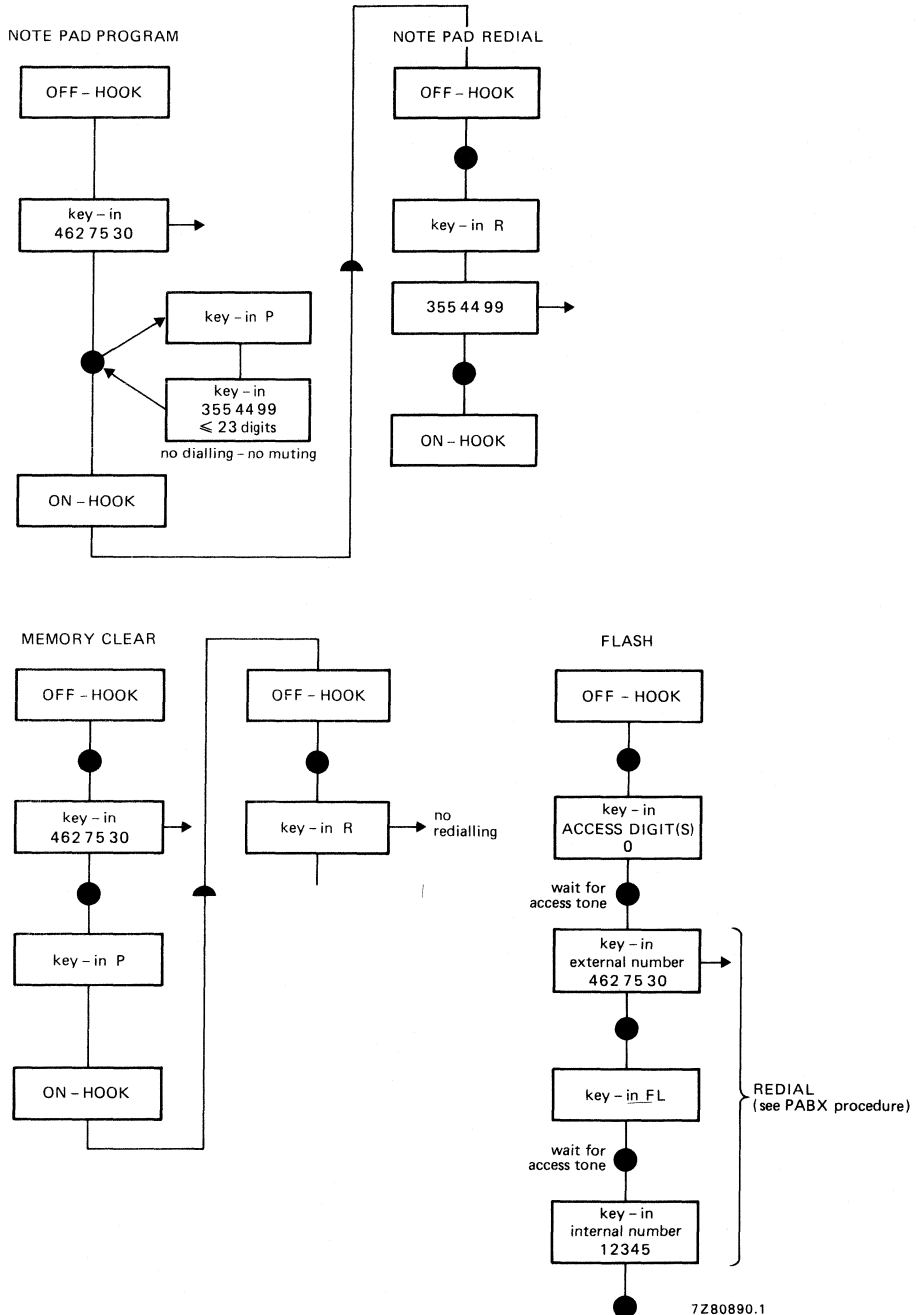 NOTE PAD PROGRAM
OFF – HOOK
key – in
462 75 30
key – in P
key – in
355 44 99
⩽ 23 digits
no dialling – no muting
ON – HOOK
NOTE PAD REDIAL
OFF – HOOK
key – in R
355 44 99
ON – HOOK
MEMORY CLEAR
OFF – HOOK
key – in
462 75 30
key – in P
ON – HOOK
OFF – HOOK
key – in R
no
redialling
FLASH
OFF – HOOK
key – in
ACCESS DIGIT(S)
0
wait for
access tone
key – in
external number
462 75 30
key – in FL
wait for
access tone
key – in
internal number
12345
REDIAL
(see PABX procedure)
7Z80890.1